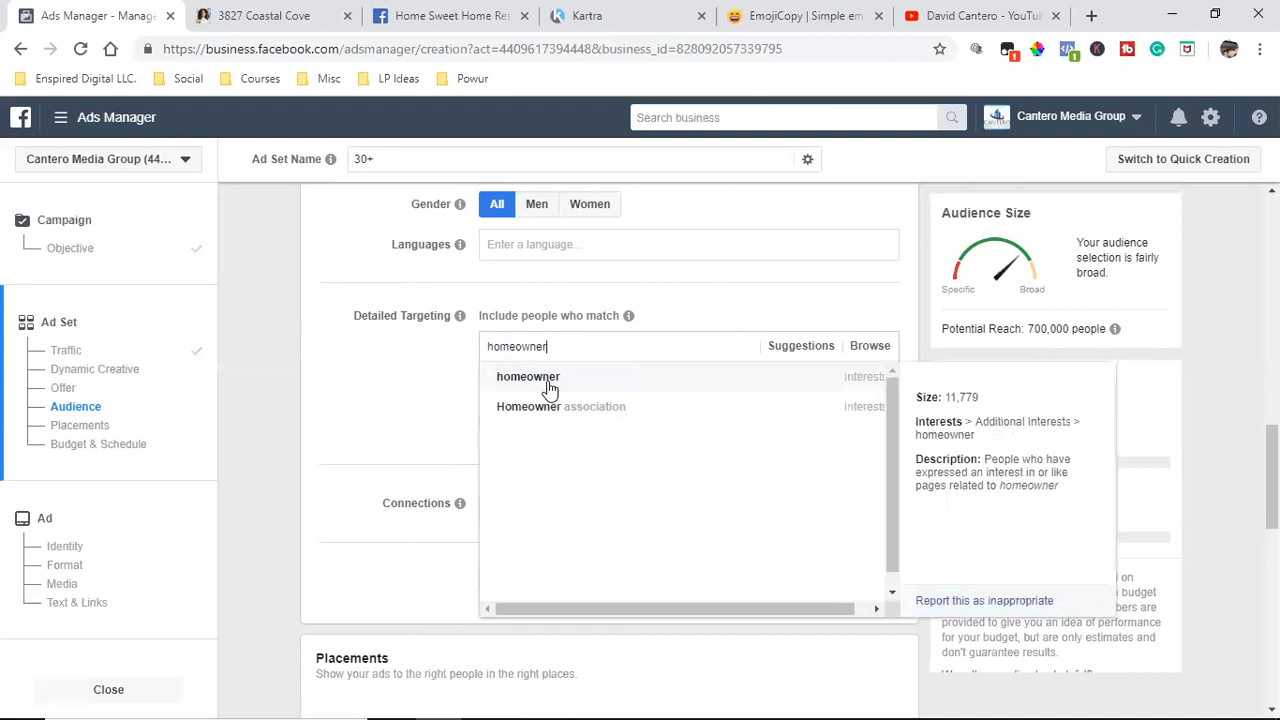 Ads Manager - Manage
3827 Coastal Cove
Home Sweet Home Res
Kartra
EmojiCopy | Simple em
David Cantero - YouTu
https://business.facebook.com/adsmanager/creation?act=4409617394448&business_id=828092057339795
1
1
Enspired Digital LLC.
Social
Courses
Misc
LP Ideas
Powur
Ads Manager
Search business
Cantero Media Group
Cantero Media Group (44...
Ad Set Name
30+
Switch to Quick Creation
Campaign
Objective
Ad Set
Traffic
Dynamic Creative
Offer
Audience
Placements
Budget & Schedule
Ad
Identity
Format
Media
Text & Links
Close
Gender
All
Men
Women
Languages
Enter a language...
Detailed Targeting
Include people who match
homeowner
Suggestions
Browse
homeowner
Interests
Homeowner association
Interests
Connections
Size: 11,779
Interests > Additional Interests >
homeowner
Description: People who have
expressed an interest in or like
pages related to homeowner
Report this as inappropriate
Audience Size
Your audience
selection is fairly
broad.
Specific
Broad
Potential Reach: 700,000 people
d on
budget
bers are
provided to give you an idea of performance
for your budget, but are only estimates and
don't guarantee results.
Placements
Show your ads to the right people in the right places.